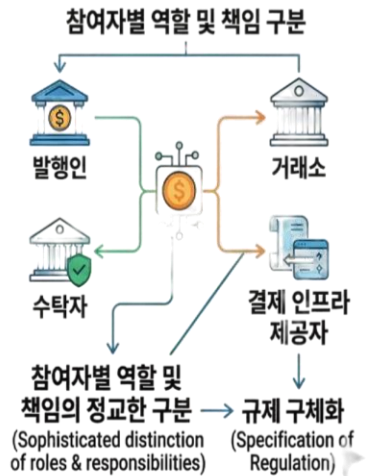 참여자별 역할 및 책임 구분
$
발행인
거래소
$
수탁자
결제 인프라
제공자
참여자별 역할 및
책임의 정교한 구분
(Sophisticated distinction
of roles & responsibilities)
규제 구체화
(Specification of
Regulation)